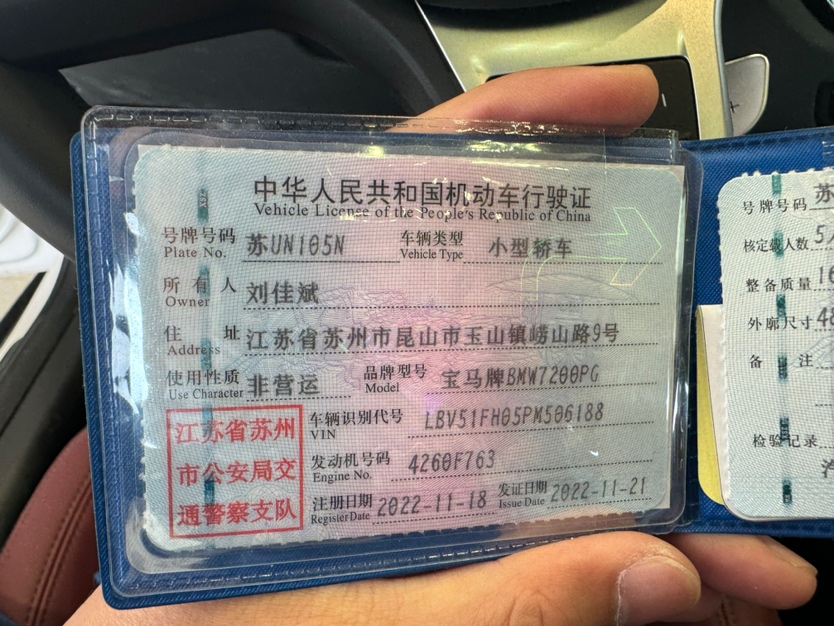 中华人民共和国机动车行驶证
Vehicle License of the People's Republic of China
号牌号码 苏UN105N 车辆类型 小型轿车
Plate No. Vehicle Type
所有人 刘佳斌
Owner
住址 江苏省苏州市昆山市玉山镇崂山路9号
Address
使用性质 非营运 品牌型号 宝马牌BMW7200PG
Use Character Model
江苏省苏州
市公安局交
通警察支队
车辆识别代号 LBV51FH05PM506188
VIN
发动机号码 4260F763
Engine No.
注册日期 2022-11-18 发证日期 2022-11-21
Register Date Issue Date
号牌号码 苏
核定载人数 5
整备质量
外廓尺寸
备注
检验记录